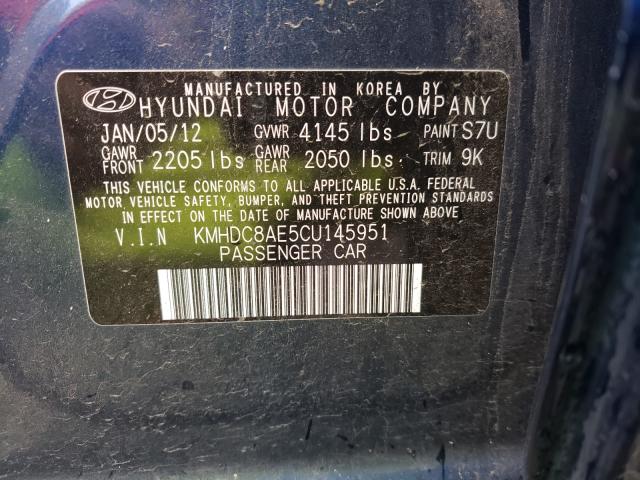 MANUFACTURED IN KOREA BY
HYUNDAI MOTOR COMPANY
JAN/05/12 GVWR 4145 lbs PAINT S7U
GAWR FRONT 2205 lbs GAWR REAR 2050 lbs TRIM 9K
THIS VEHICLE CONFORMS TO ALL APPLICABLE U.S.A. FEDERAL
MOTOR VEHICLE SAFETY, BUMPER, AND THEFT PREVENTION STANDARDS
IN EFFECT ON THE DATE OF MANUFACTURE SHOWN ABOVE
V.I.N KMHDC8AE5CU145951
PASSENGER CAR